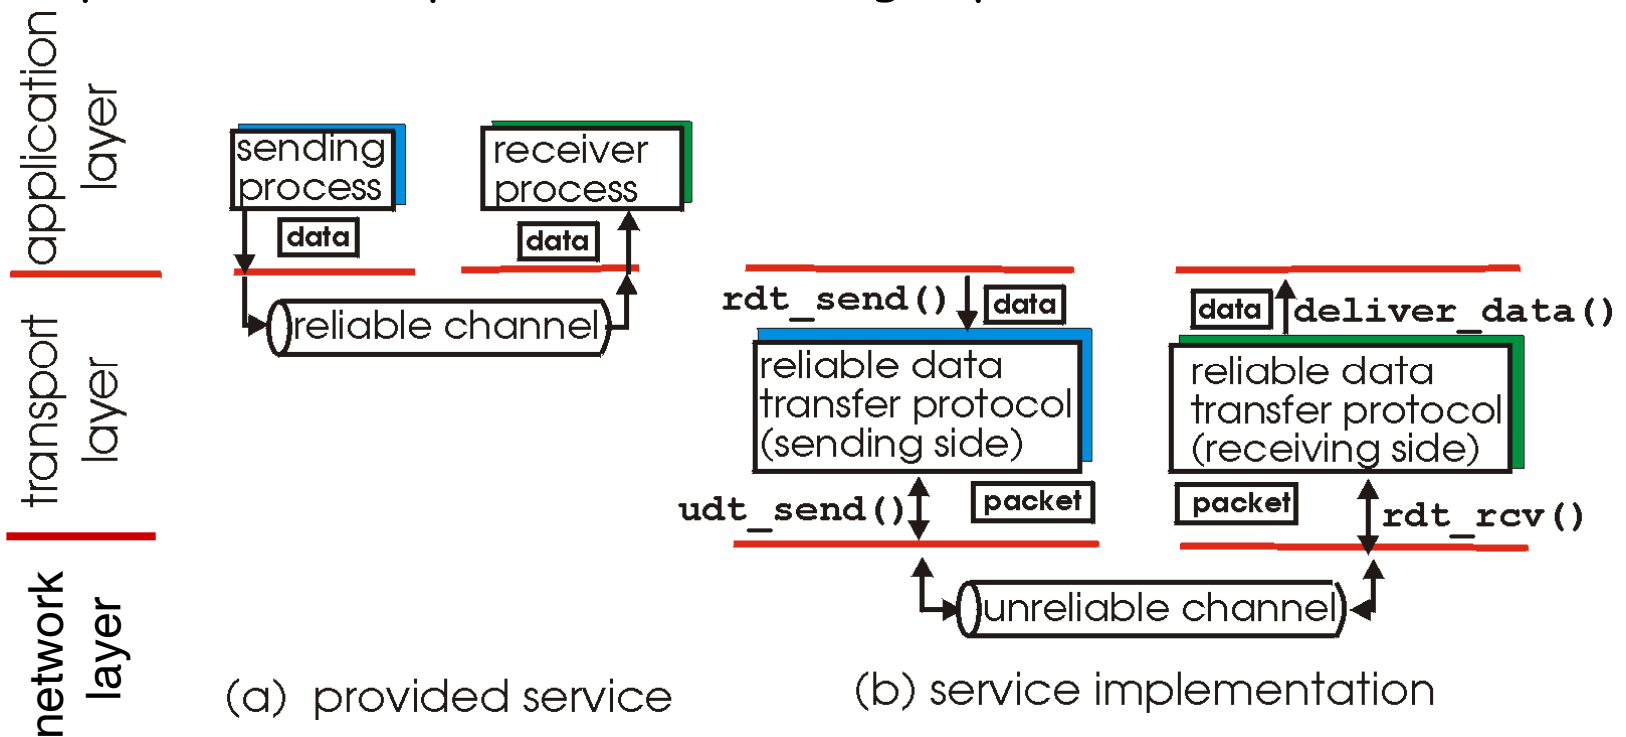 application
layer
transport
layer
network
layer
sending
process
data
receiver
process
data
reliable channel
(a) provided service
rdt_send()
data
reliable data
transfer protocol
(sending side)
udt_send()
packet
data
deliver_data()
reliable data
transfer protocol
(receiving side)
packet
rdt_rcv()
unreliable channel
(b) service implementation